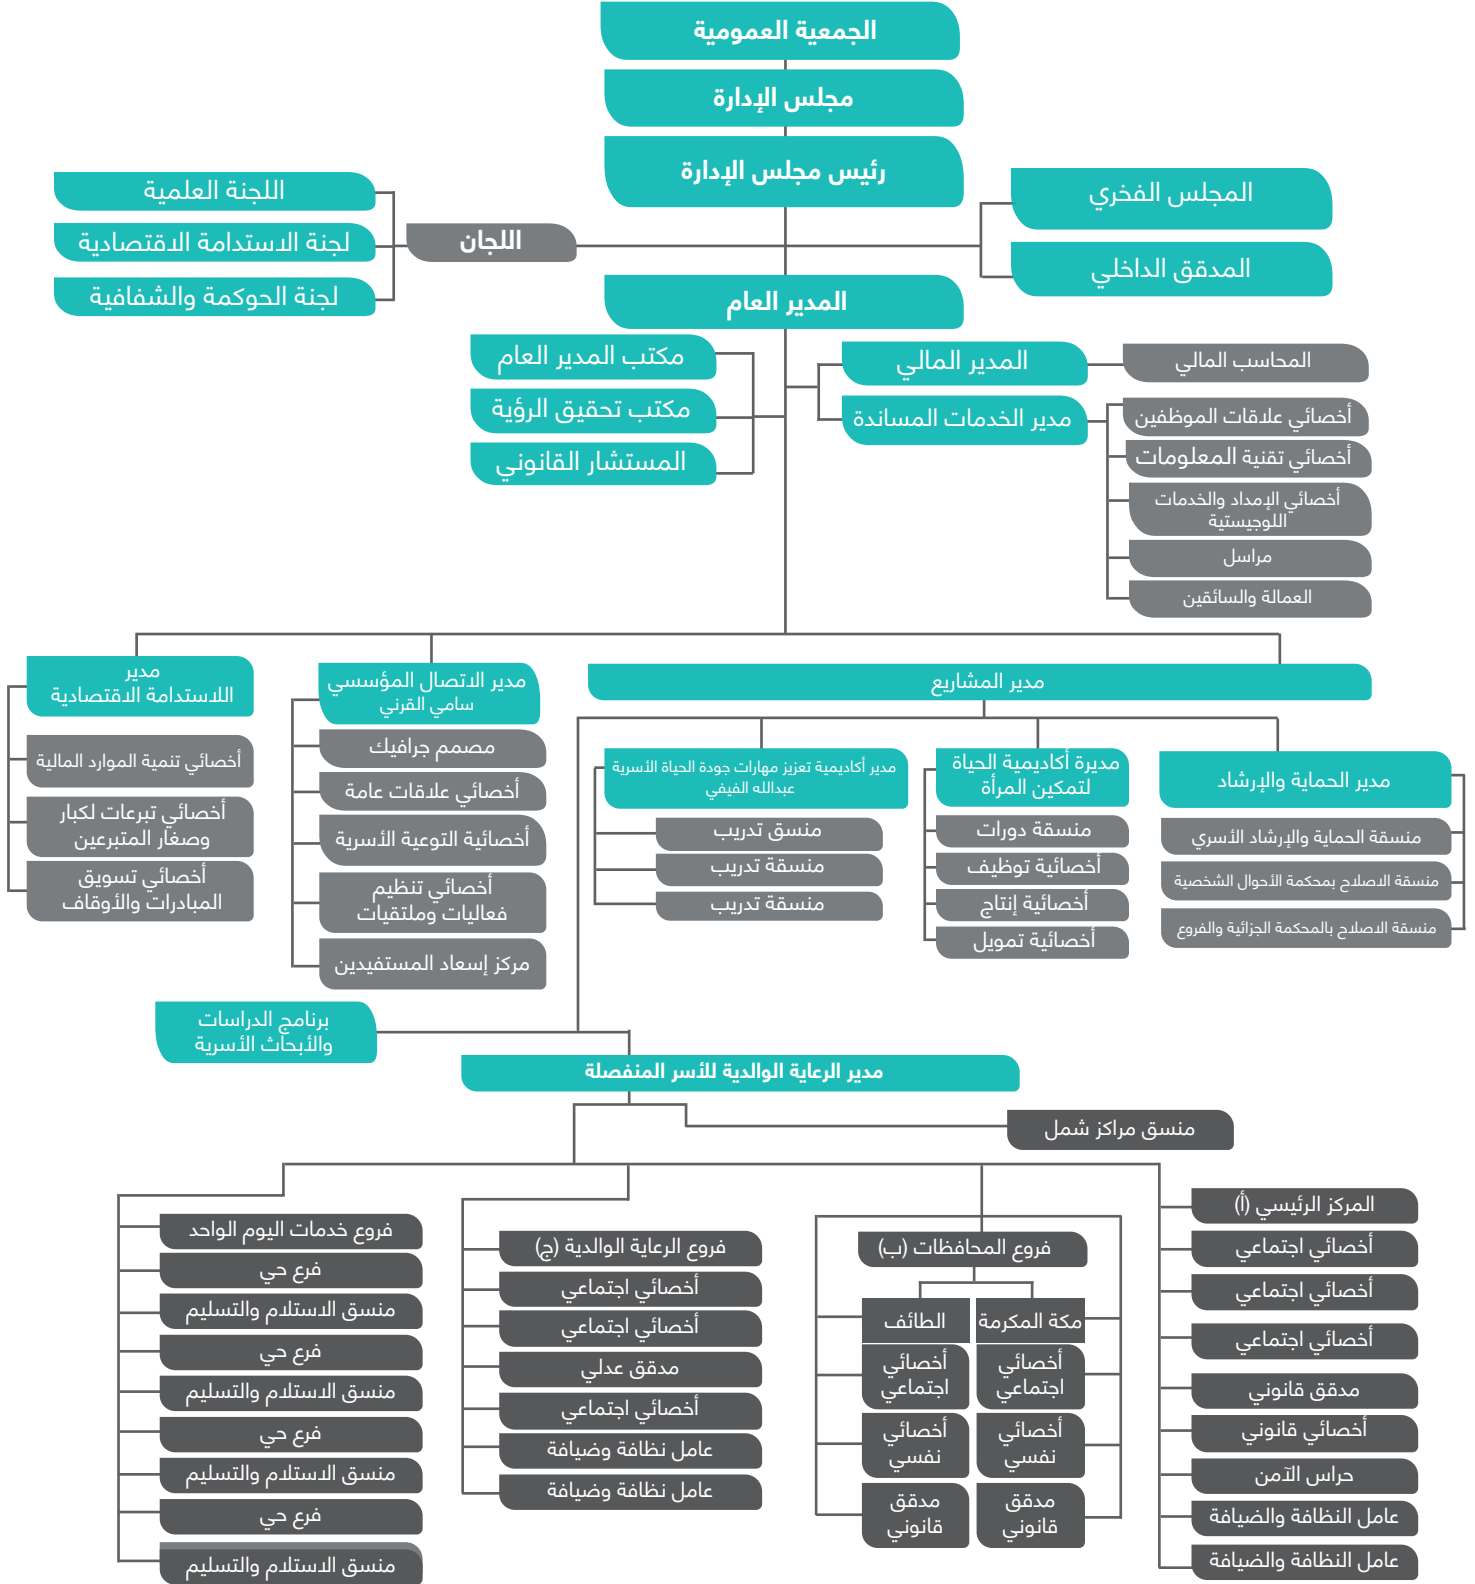 الجمعية العمومية
مجلس الإدارة
رئيس مجلس الإدارة
المجلس الفخري
المدقق الداخلي
اللجان
اللجنة العلمية
لجنة الاستدامة الاقتصادية
لجنة الحوكمة والشفافية
المدير العام
المدير المالي
المحاسب المالي
مدير الخدمات المساندة
أخصائي علاقات الموظفين
أخصائي تقنية المعلومات
أخصائي الإمداد والخدمات
اللوجيستية
مراسل
العمالة والسائقين
مكتب المدير العام
مكتب تحقيق الرؤية
المستشار القانوني
مدير المشاريع
مدير الحماية والإرشاد
منسقة الحماية والإرشاد الأسري
منسقة الاصلاح بمحكمة الأحوال الشخصية
منسقة الاصلاح بالمحكمة الجزائية والفروع
مديرة أكاديمية الحياة
لتمكين المرأة
منسقة دورات
أخصائية توظيف
أخصائية إنتاج
أخصائية تمويل
مدير أكاديمية تعزيز مهارات جودة الحياة الأسرية
عبدالله الفيفي
منسق تدريب
منسقة تدريب
منسقة تدريب
مدير الاتصال المؤسسي
سامي القرني
مصمم جرافيك
أخصائي علاقات عامة
أخصائية التوعية الأسرية
أخصائي تنظيم
فعاليات وملتقيات
مركز إسعاد المستفيدين
مدير
اللاستدامة الاقتصادية
أخصائي تنمية الموارد المالية
أخصائي تبرعات لكبار
وصغار المتبرعين
أخصائي تسويق
المبادرات والأوقاف
برنامج الدراسات
والأبحاث الأسرية
مدير الرعاية الوالدية للأسر المنفصلة
منسق مراكز شمل
المركز الرئيسي (أ)
أخصائي اجتماعي
أخصائي اجتماعي
أخصائي اجتماعي
مدقق قانوني
أخصائي قانوني
حراس الآمن
عامل النظافة والضيافة
عامل النظافة والضيافة
فروع المحافظات (ب)
مكة المكرمة
أخصائي
اجتماعي
أخصائي
نفسي
مدقق
قانوني
الطائف
أخصائي
اجتماعي
أخصائي
نفسي
مدقق
قانوني
فروع الرعاية الوالدية (ج)
أخصائي اجتماعي
أخصائي اجتماعي
مدقق عدلي
أخصائي اجتماعي
عامل نظافة وضيافة
عامل نظافة وضيافة
فروع خدمات اليوم الواحد
فرع حي
منسق الاستلام والتسليم
فرع حي
منسق الاستلام والتسليم
فرع حي
منسق الاستلام والتسليم
فرع حي
منسق الاستلام والتسليم